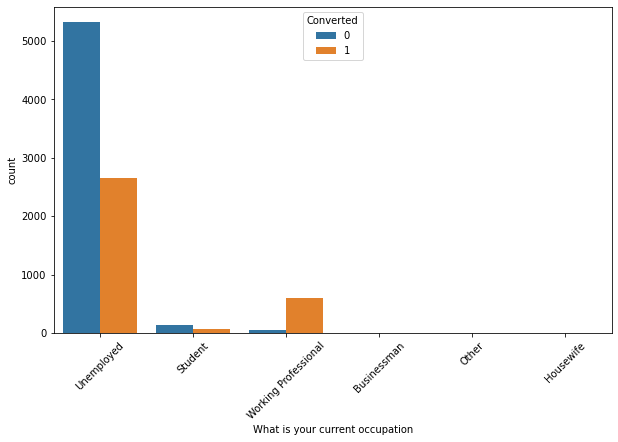 Converted
0
1
5000
4000
3000
2000
1000
0
count
Unemployed
Student
Working Professional
Businessman
Other
Housewife
What is your current occupation